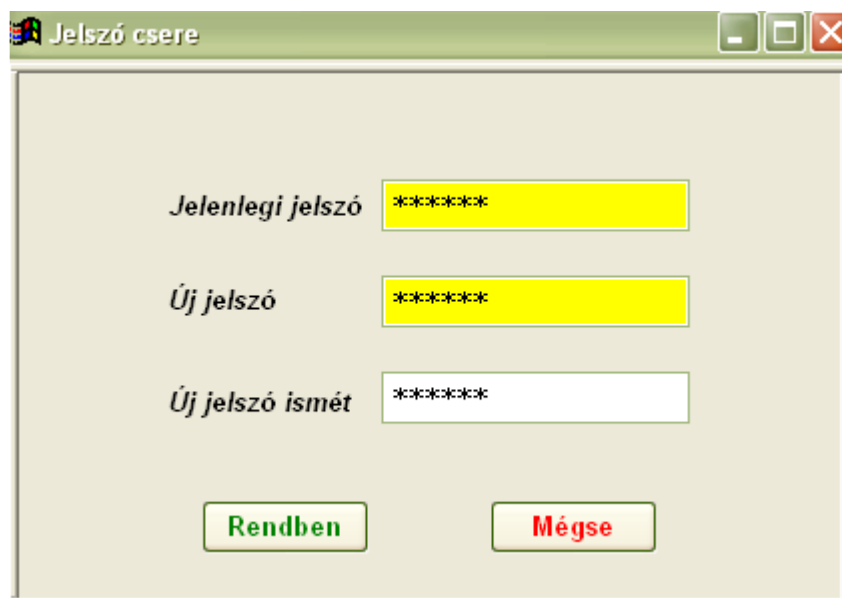 Jelszó csere
Jelenlegi jelszó ******
Új jelszó ******
Új jelszó ismét ******
Rendben Mégse